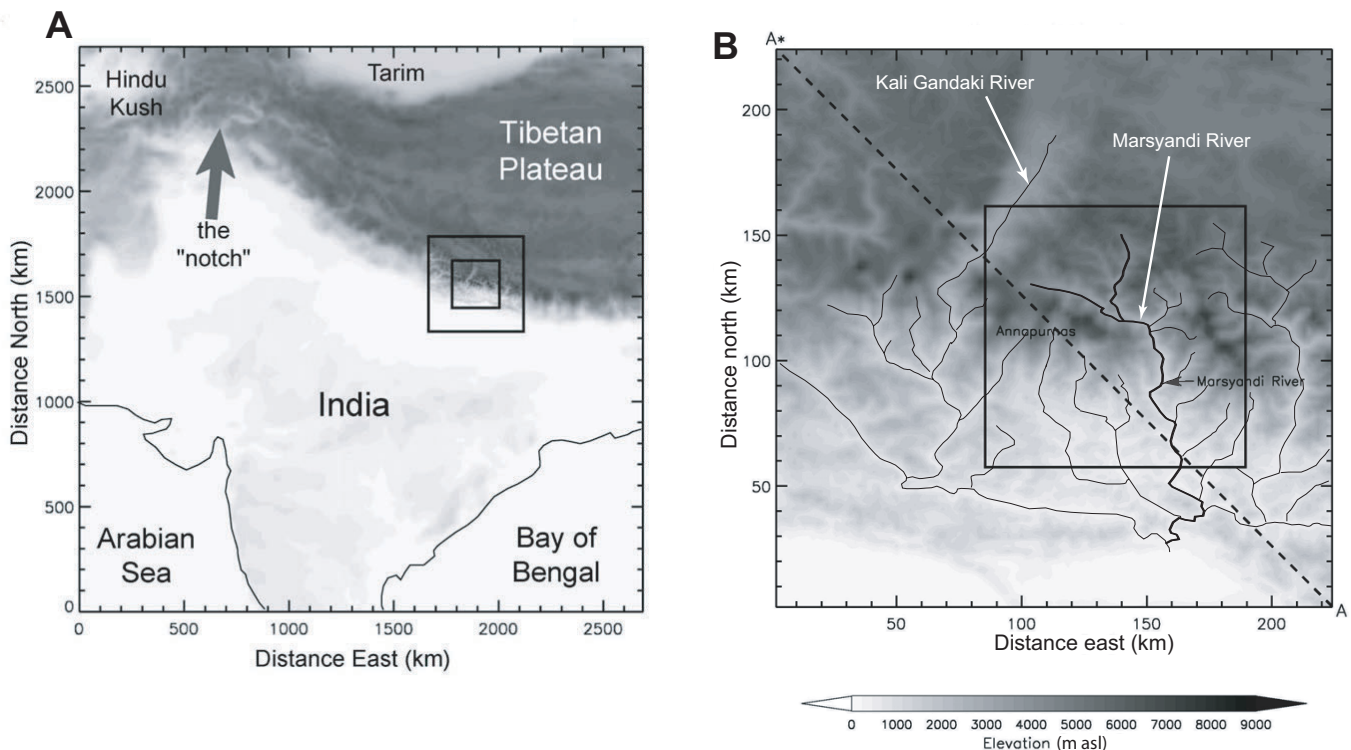 A
Hindu
Kush
Tarim
Tibetan
Plateau
the
"notch"
India
Arabian
Sea
Bay of
Bengal
Distance North (km)
2500
2000
1500
1000
500
0
0 500 1000 1500 2000 2500
Distance East (km)
B
A*
Kali Gandaki River
Marsyandi River
Annapurnas
Marsyandi River
Distance north (km)
200
150
100
50
A
50 100 150 200
Distance east (km)
0 1000 2000 3000 4000 5000 6000 7000 8000 9000
Elevation (m asl)